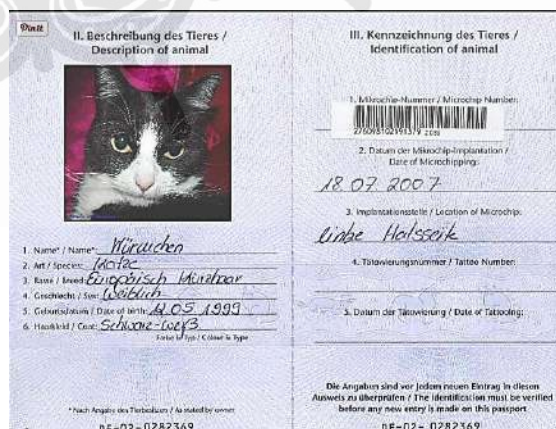 Pinit
II. Beschreibung des Tieres /
Description of animal
1. Name* / Name*:
2. Art / Species: Katze
3. Rasse / Breed: Europäisch Kurzhaar
4. Geschlecht / Sex: Weiblich
5. Geburtsdatum / Date of birth: 12.05.1999
6. Haarkleid / Coat: Schwarz-weiß
Farbe & Typ / Colour & Type
* Nach Angabe des Tierbesitzers / As stated by owner
DE-02- 0282369
III. Kennzeichnung des Tieres /
Identification of animal
1. Mikrochip-Nummer / Microchip Number:
2. Datum der Mikrochip-Implantation /
Date of Microchipping:
18.07.2007
3. Implantationsstelle / Location of Microchip:
linke Halsseite
4. Tätowierungsnummer / Tattoo Number:
5. Datum der Tätowierung / Date of Tattooing:
Die Angaben sind vor jedem neuen Eintrag in diesen
Ausweis zu überprüfen / The identification must be verified
before any new entry is made on this passport
DE-02- 0282369